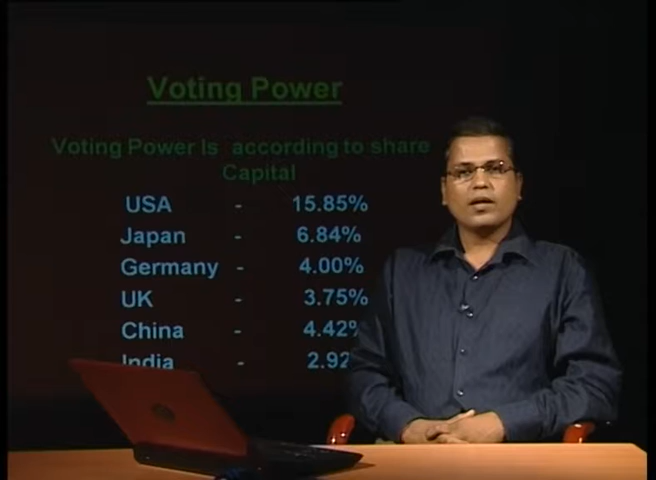 Voting Power
Voting Power Is according to share
Capital
USA - 15.85%
Japan - 6.84%
Germany - 4.00%
UK - 3.75%
China - 4.42%
India - 2.92